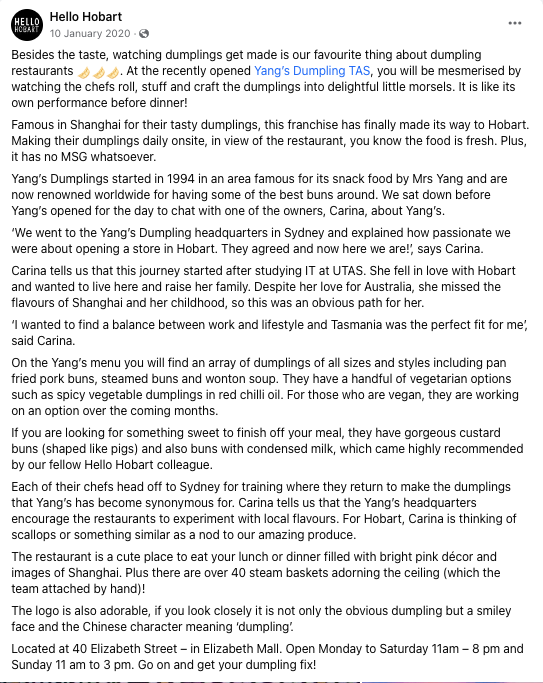 HELLO
HOBART
Hello Hobart
10 January 2020 ·
Besides the taste, watching dumplings get made is our favourite thing about dumpling
restaurants 🥟🥟🥟. At the recently opened Yang's Dumpling TAS, you will be mesmerised by
watching the chefs roll, stuff and craft the dumplings into delightful little morsels. It is like its
own performance before dinner!
Famous in Shanghai for their tasty dumplings, this franchise has finally made its way to Hobart.
Making their dumplings daily onsite, in view of the restaurant, you know the food is fresh. Plus,
it has no MSG whatsoever.
Yang's Dumplings started in 1994 in an area famous for its snack food by Mrs Yang and are
now renowned worldwide for having some of the best buns around. We sat down before
Yang's opened for the day to chat with one of the owners, Carina, about Yang's.
‘We went to the Yang's Dumpling headquarters in Sydney and explained how passionate we
were about opening a store in Hobart. They agreed and now here we are!’, says Carina.
Carina tells us that this journey started after studying IT at UTAS. She fell in love with Hobart
and wanted to live here and raise her family. Despite her love for Australia, she missed the
flavours of Shanghai and her childhood, so this was an obvious path for her.
‘I wanted to find a balance between work and lifestyle and Tasmania was the perfect fit for me’,
said Carina.
On the Yang's menu you will find an array of dumplings of all sizes and styles including pan
fried pork buns, steamed buns and wonton soup. They have a handful of vegetarian options
such as spicy vegetable dumplings in red chilli oil. For those who are vegan, they are working
on an option over the coming months.
If you are looking for something sweet to finish off your meal, they have gorgeous custard
buns (shaped like pigs) and also buns with condensed milk, which came highly recommended
by our fellow Hello Hobart colleague.
Each of their chefs head off to Sydney for training where they return to make the dumplings
that Yang's has become synonymous for. Carina tells us that the Yang's headquarters
encourage the restaurants to experiment with local flavours. For Hobart, Carina is thinking of
scallops or something similar as a nod to our amazing produce.
The restaurant is a cute place to eat your lunch or dinner filled with bright pink décor and
images of Shanghai. Plus there are over 40 steam baskets adorning the ceiling (which the
team attached by hand)!
The logo is also adorable, if you look closely it is not only the obvious dumpling but a smiley
face and the Chinese character meaning ‘dumpling’.
Located at 40 Elizabeth Street – in Elizabeth Mall. Open Monday to Saturday 11am – 8 pm and
Sunday 11 am to 3 pm. Go on and get your dumpling fix!